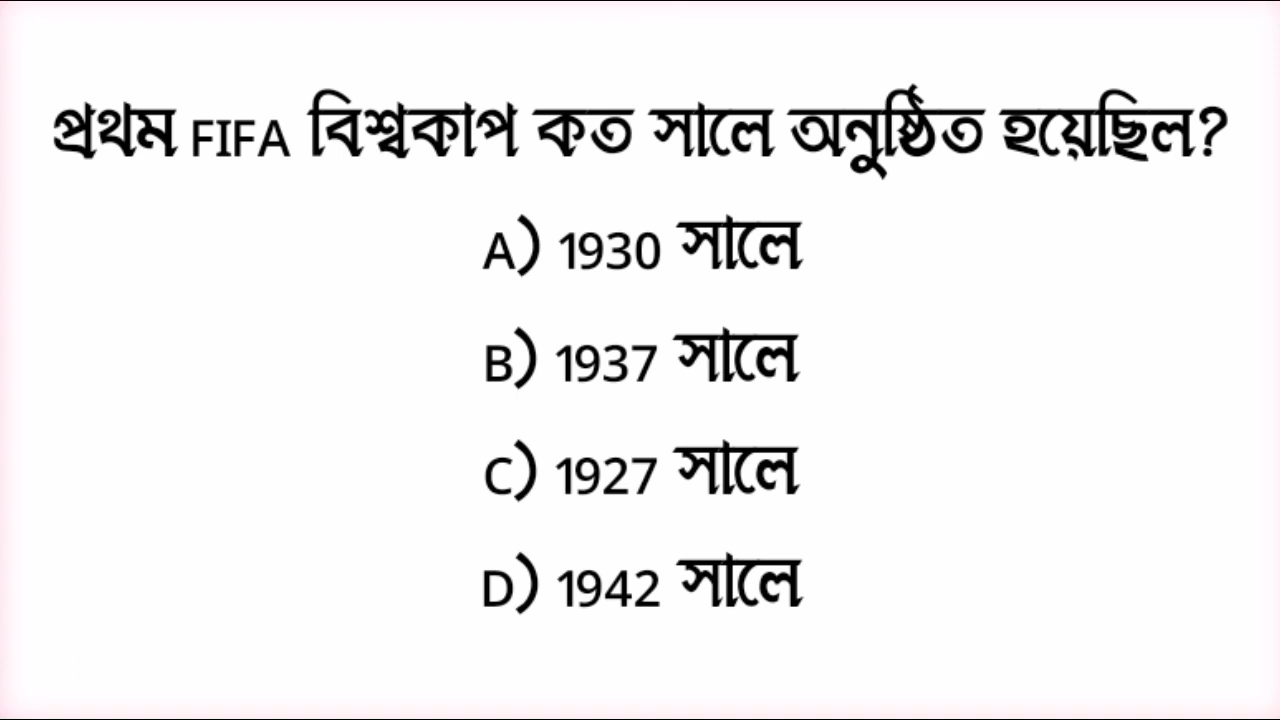 প্রথম FIFA বিশ্বকাপ কত সালে অনুষ্ঠিত হয়েছিল?
A) 1930 সালে
B) 1937 সালে
C) 1927 সালে
D) 1942 সালে